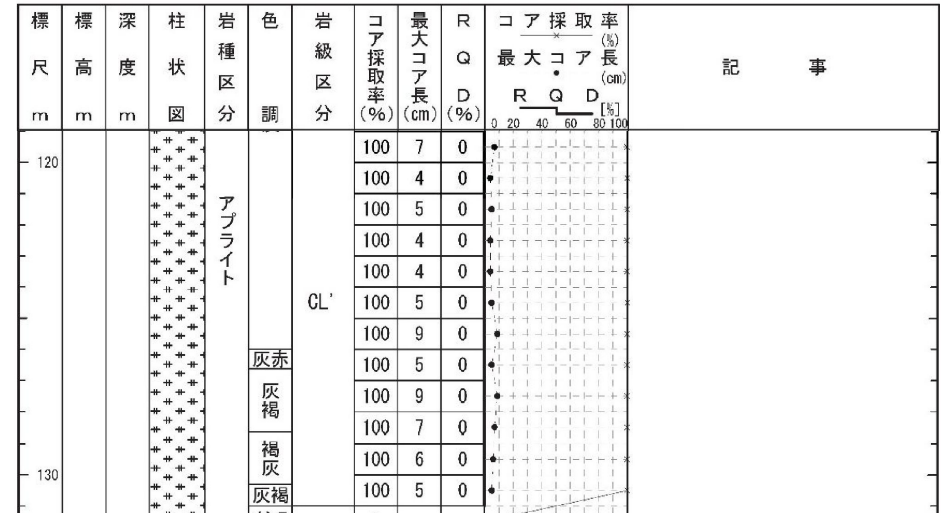 標尺m 標高m 深度m 柱状図 岩種区分 色調 岩級区分 コア採取率(%) 最大コア長(cm) RQD(%) コア採取率(%) 記事
最大コア長(cm)
RQD[%]
0 20 40 60 80 100
100 7 0
120
100 4 0
100 5 0
アプライト
100 4 0
100 4 0
CL'
100 5 0
100 9 0
灰赤
100 5 0
灰褐
100 9 0
100 7 0
褐灰
100 6 0
130
灰褐
100 5 0